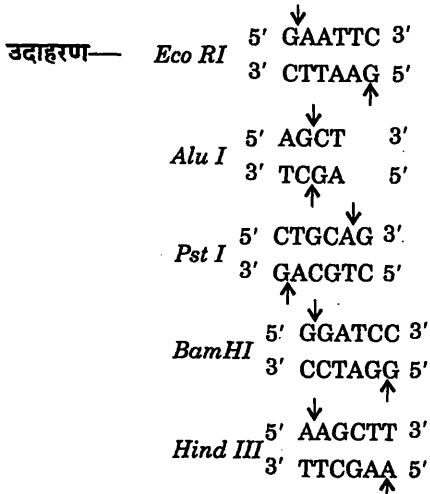 5′ GAATTC 3′
उदाहरण— Eco RI
3′ CTTAAG 5′
5′ AGCT 3′
Alu I
3′ TCGA 5′
5′ CTGCAG 3′
Pst I
3′ GACGTC 5′
5′ GGATCC 3′
BamHI
3′ CCTAGG 5′
5′ AAGCTT 3′
Hind III
3′ TTCGAA 5′